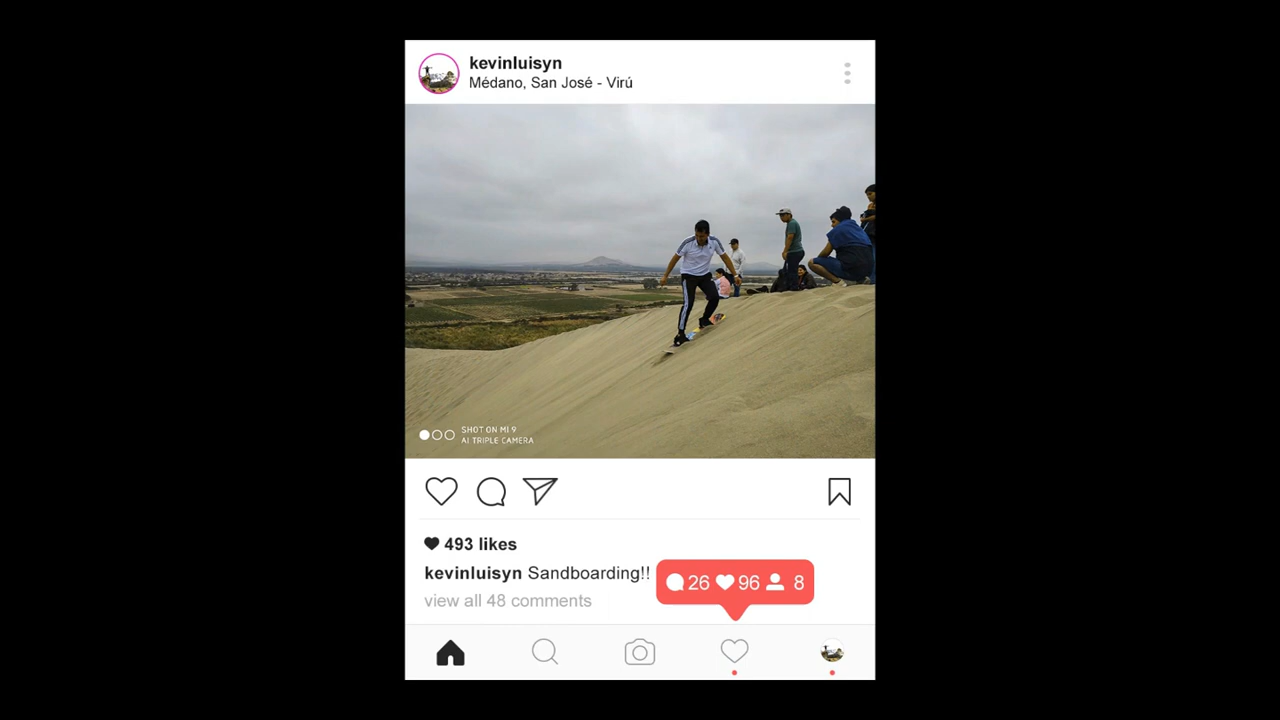 kevinluisyn
Médano, San José - Virú
SHOT ON MI 9
AI TRIPLE CAMERA
493 likes
kevinluisyn Sandboarding!!
26 96 8
view all 48 comments